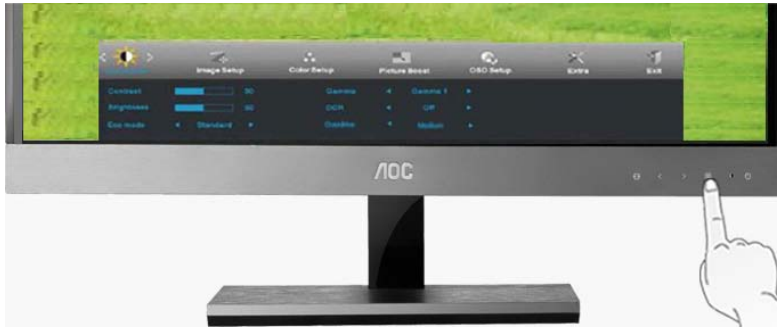 Image Setup Color Setup Picture Boost OSD Setup Extra Exit
Contrast 50 Gamma Gamma 1
Brightness 50 DCR Off
Eco mode Standard
AOC